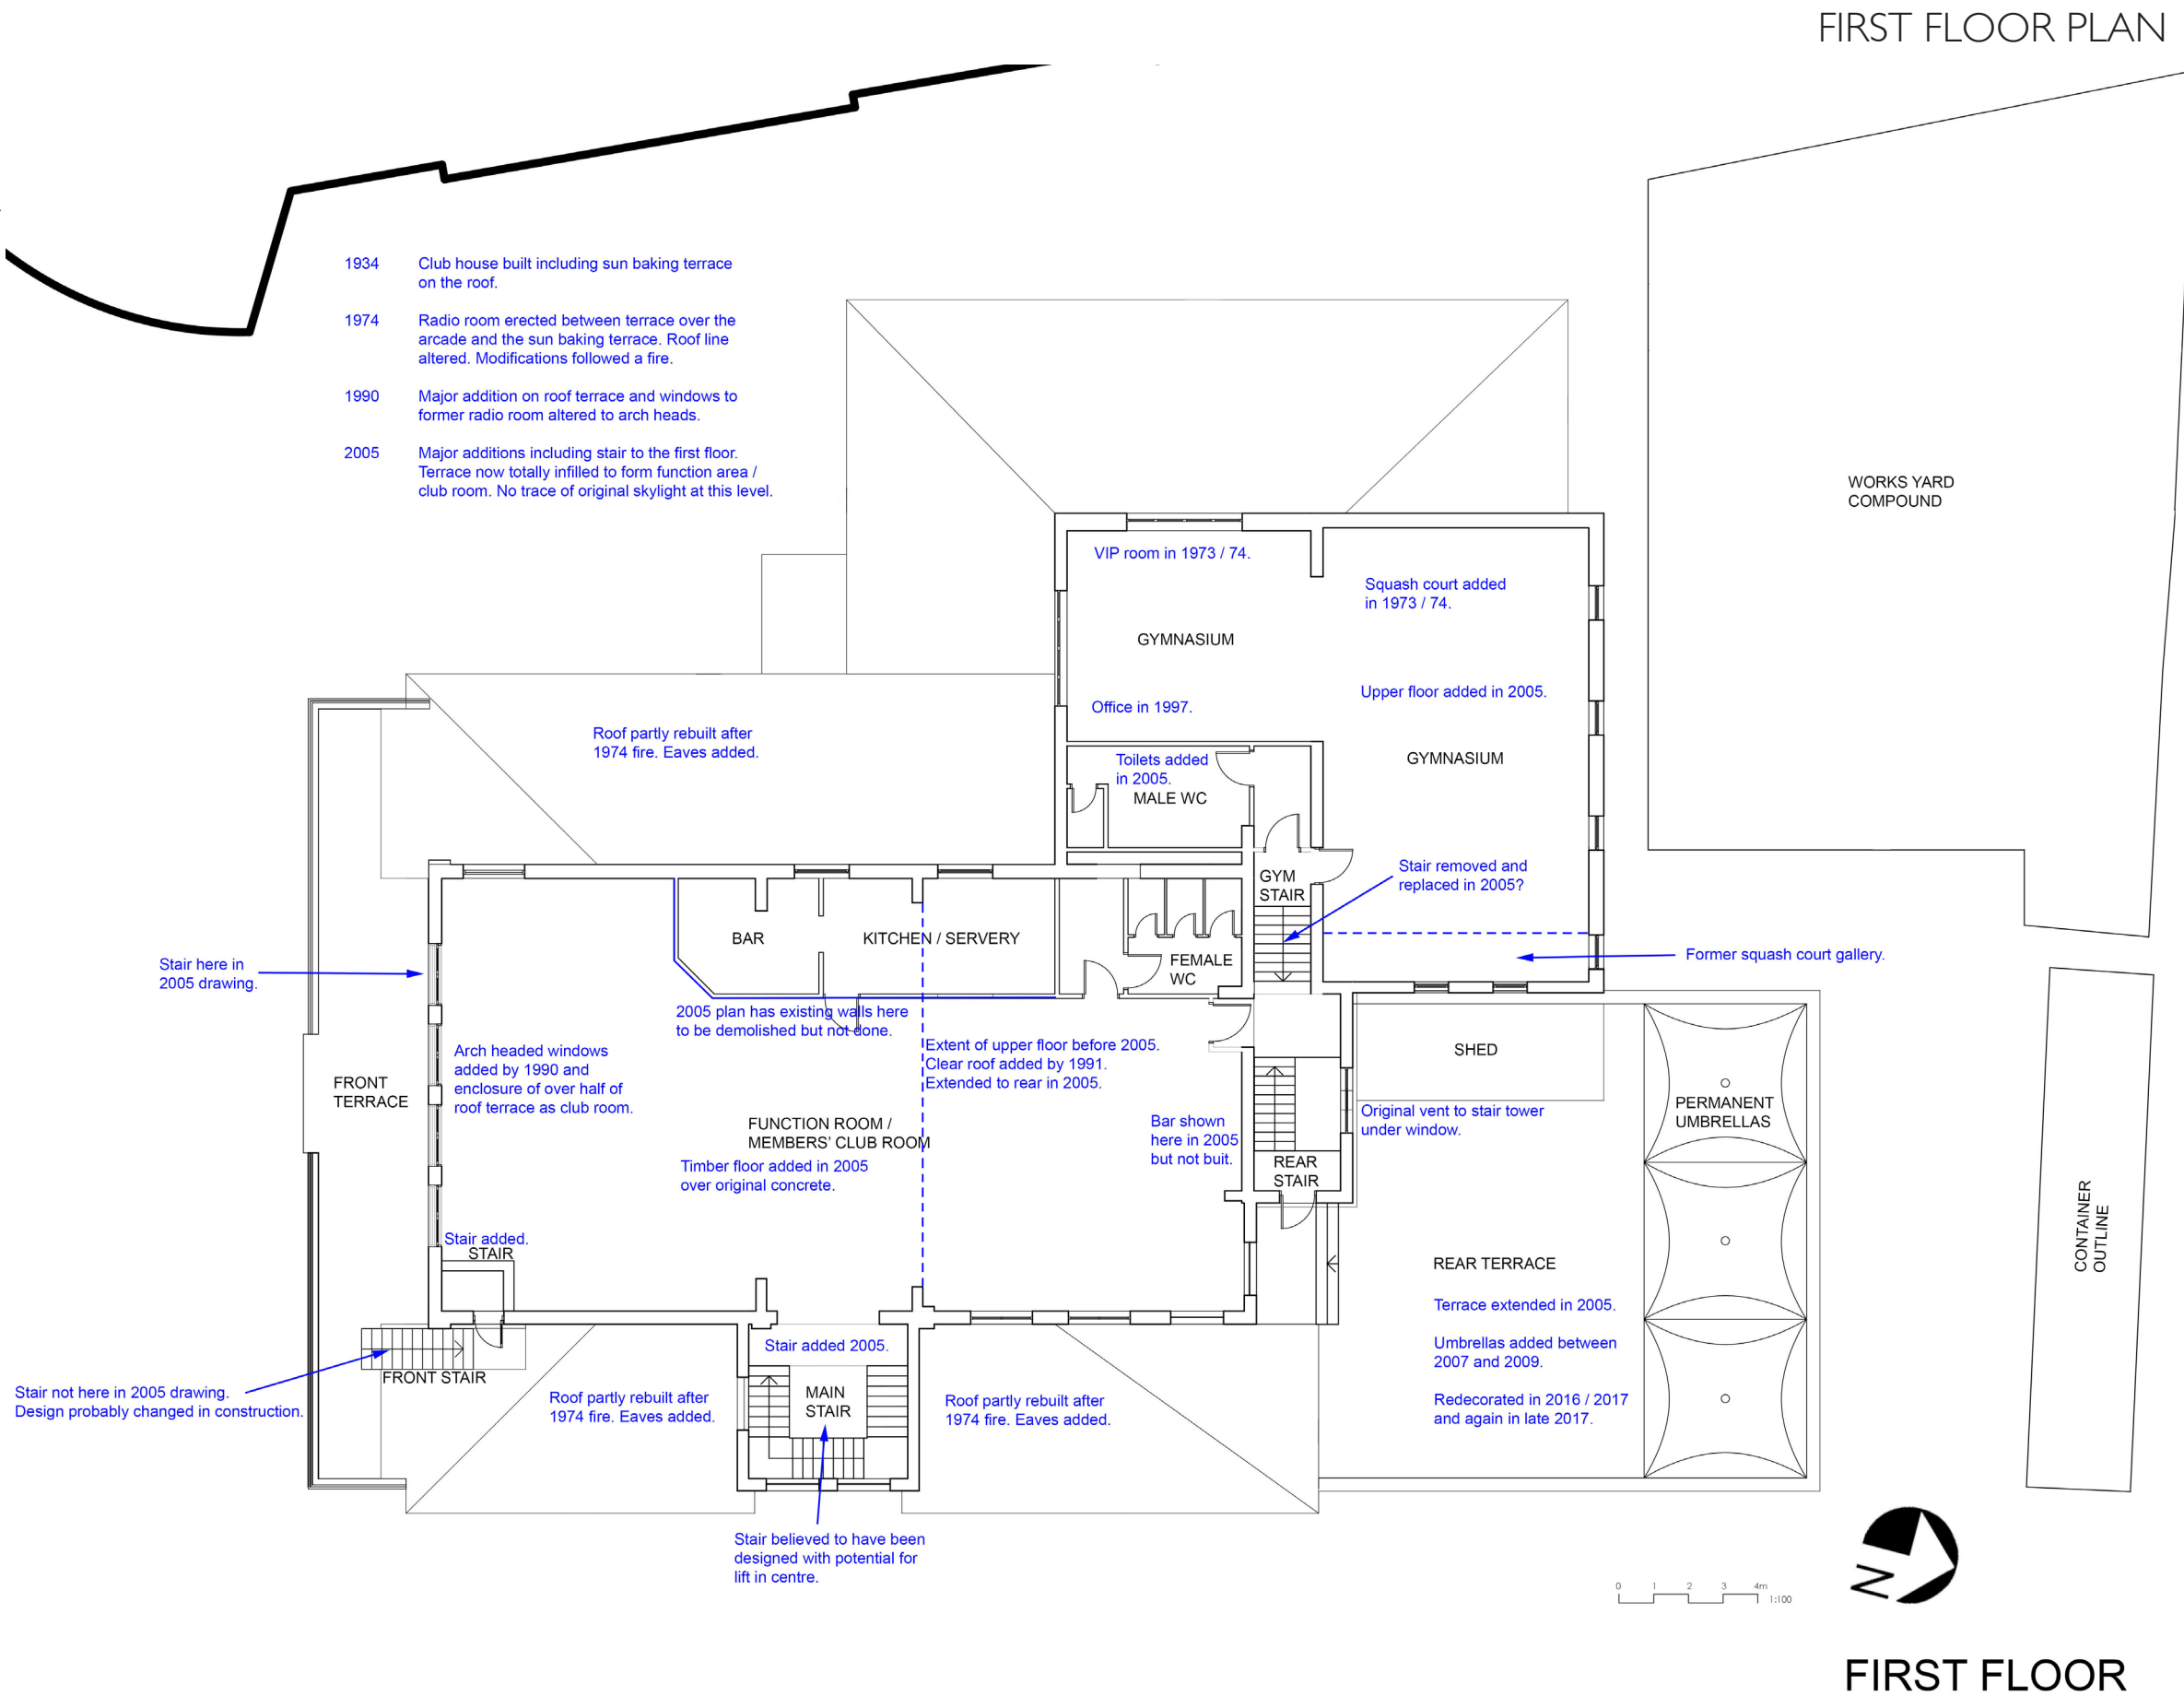 FIRST FLOOR PLAN
1934 Club house built including sun baking terrace
on the roof.
1974 Radio room erected between terrace over the
arcade and the sun baking terrace. Roof line
altered. Modifications followed a fire.
1990 Major addition on roof terrace and windows to
former radio room altered to arch heads.
2005 Major additions including stair to the first floor.
Terrace now totally infilled to form function area /
club room. No trace of original skylight at this level.
WORKS YARD
COMPOUND
VIP room in 1973 / 74.
Squash court added
in 1973 / 74.
GYMNASIUM
Upper floor added in 2005.
Office in 1997.
Roof partly rebuilt after
1974 fire. Eaves added.
Toilets added
in 2005.
MALE WC
GYMNASIUM
GYM
STAIR
Stair removed and
replaced in 2005?
BAR
KITCHEN / SERVERY
FEMALE
WC
Former squash court gallery.
Stair here in
2005 drawing.
2005 plan has existing walls here
to be demolished but not done.
Arch headed windows
added by 1990 and
enclosure of over half of
roof terrace as club room.
Extent of upper floor before 2005.
Clear roof added by 1991.
Extended to rear in 2005.
SHED
FRONT
TERRACE
PERMANENT
UMBRELLAS
Original vent to stair tower
under window.
FUNCTION ROOM /
MEMBERS' CLUB ROOM
Bar shown
here in 2005
but not buit.
Timber floor added in 2005
over original concrete.
REAR
STAIR
CONTAINER
OUTLINE
Stair added.
STAIR
REAR TERRACE
Terrace extended in 2005.
Umbrellas added between
2007 and 2009.
Redecorated in 2016 / 2017
and again in late 2017.
Stair added 2005.
FRONT STAIR
Stair not here in 2005 drawing.
Design probably changed in construction.
Roof partly rebuilt after
1974 fire. Eaves added.
MAIN
STAIR
Roof partly rebuilt after
1974 fire. Eaves added.
Stair believed to have been
designed with potential for
lift in centre.
0 1 2 3 4m
1:100
N
FIRST FLOOR